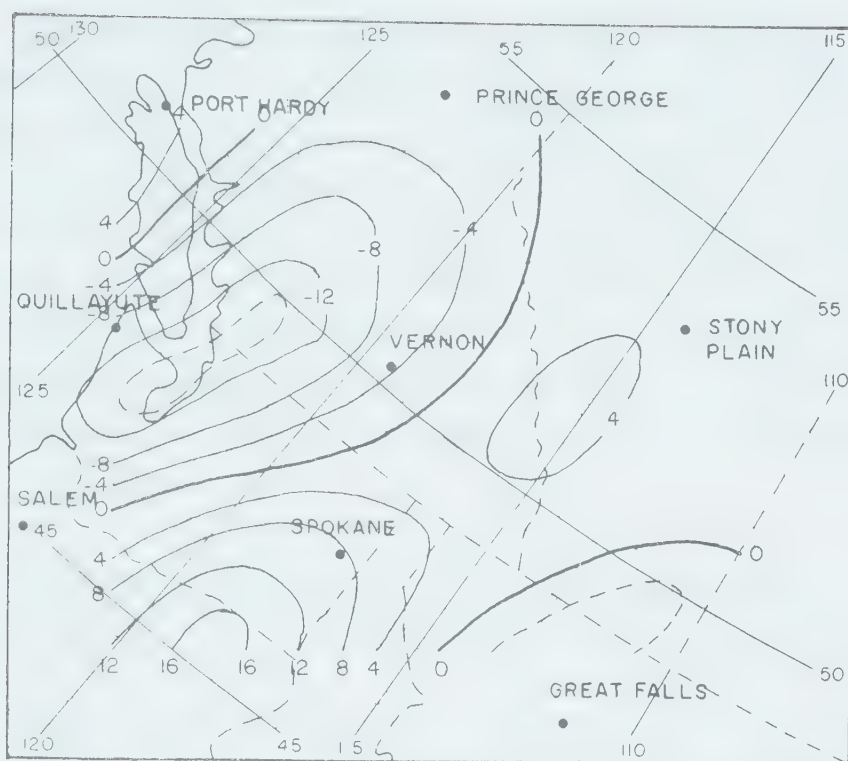 50 130 125 55 120 115
4 PORT HARDY 0 PRINCE GEORGE 0
4
0
-4 -8 -4
QUILLAYUTE -12
-8
VERNON
STONY
PLAIN
55
125 110
4
-8
-4
SALEM 0
45 SPOKANE
4 0
8
12 16 16 12 8 4 0
50
GREAT FALLS
120 45 15 110